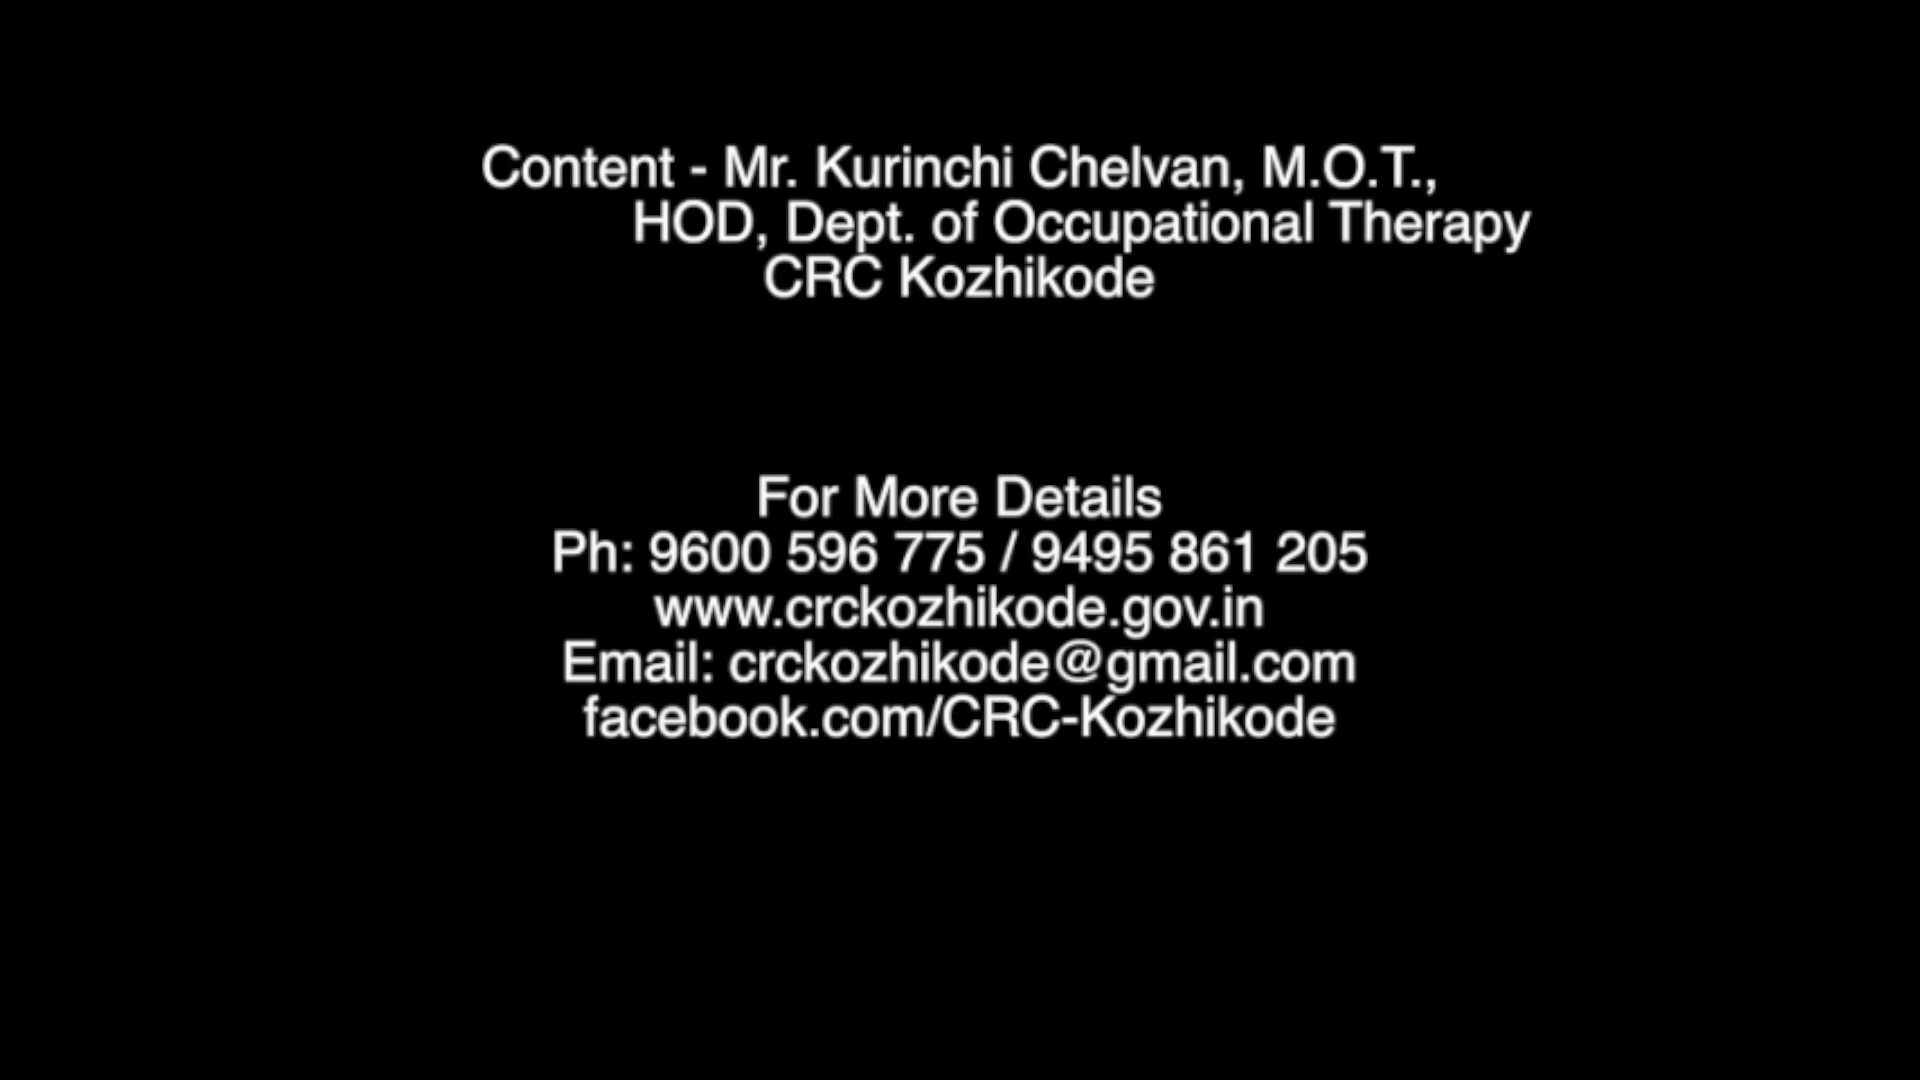 Content - Mr. Kurinchi Chelvan, M.O.T.,
HOD, Dept. of Occupational Therapy
CRC Kozhikode
For More Details
Ph: 9600 596 775 / 9495 861 205
www.crckozhikode.gov.in
Email: crckozhikode@gmail.com
facebook.com/CRC-Kozhikode